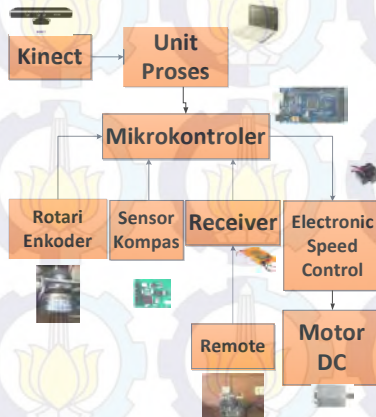 Kinect
Unit
Proses
Mikrokontroler
Rotari
Enkoder
Sensor
Kompas
Receiver
Electronic
Speed
Control
Remote
Motor
DC